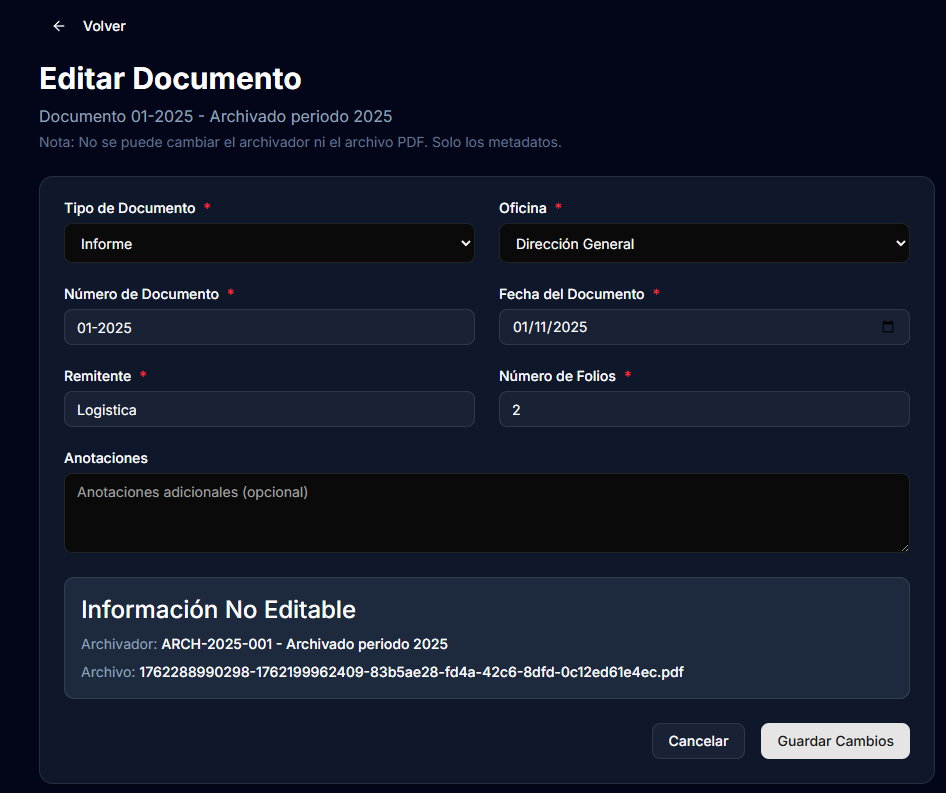 Volver
Editar Documento
Documento 01-2025 - Archivado periodo 2025
Nota: No se puede cambiar el archivador ni el archivo PDF. Solo los metadatos.
Tipo de Documento *
Informe
Oficina *
Dirección General
Número de Documento *
01-2025
Fecha del Documento *
01/11/2025
Remitente *
Logistica
Número de Folios *
2
Anotaciones
Anotaciones adicionales (opcional)
Información No Editable
Archivador: ARCH-2025-001 - Archivado periodo 2025
Archivo: 1762288990298-1762199962409-83b5ae28-fd4a-42c6-8dfd-0c12ed61e4ec.pdf
Cancelar
Guardar Cambios